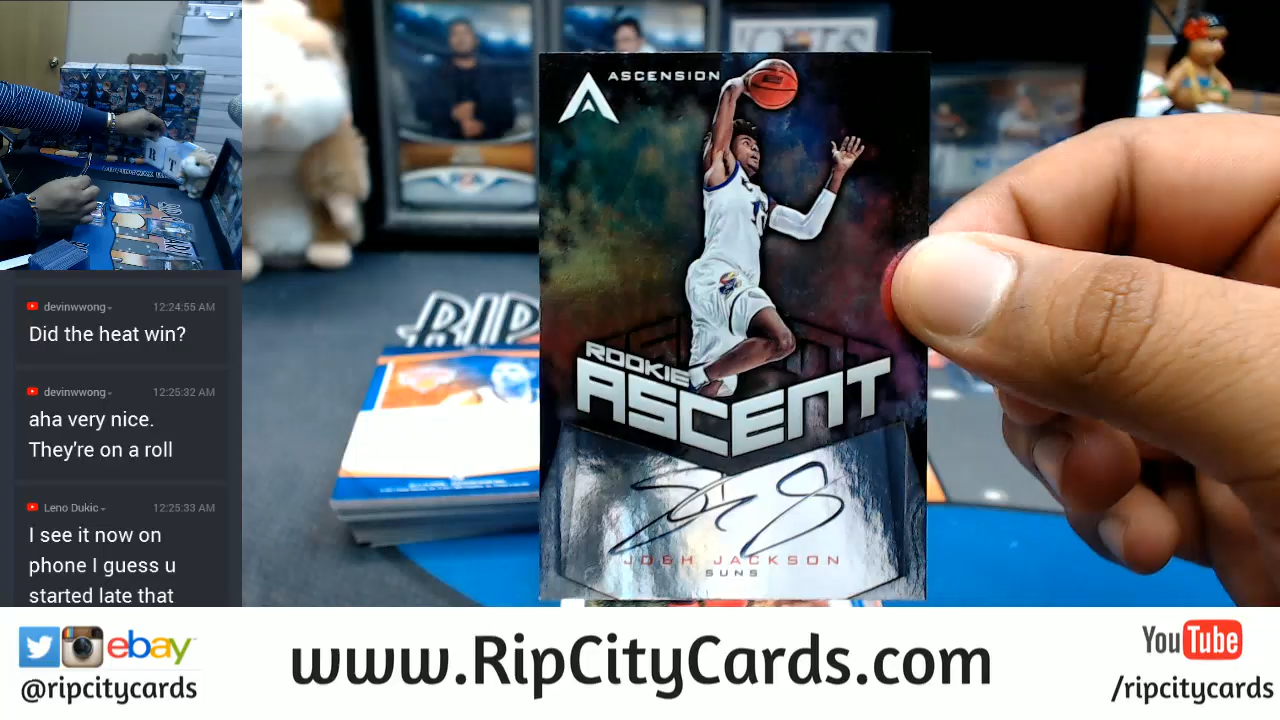 devinwwong
12:24:55 AM
Did the heat win?
devinwwong
12:25:32 AM
aha very nice.
They're on a roll
Leno Dukic
12:25:33 AM
I see it now on
phone I guess u
started late that
RIP
A
ASCENSION
ROOKIE
ASCENT
JOSH JACKSON
SUNS
ebay
@ripcitycards
www.RipCityCards.com
YouTube
/ripcitycards